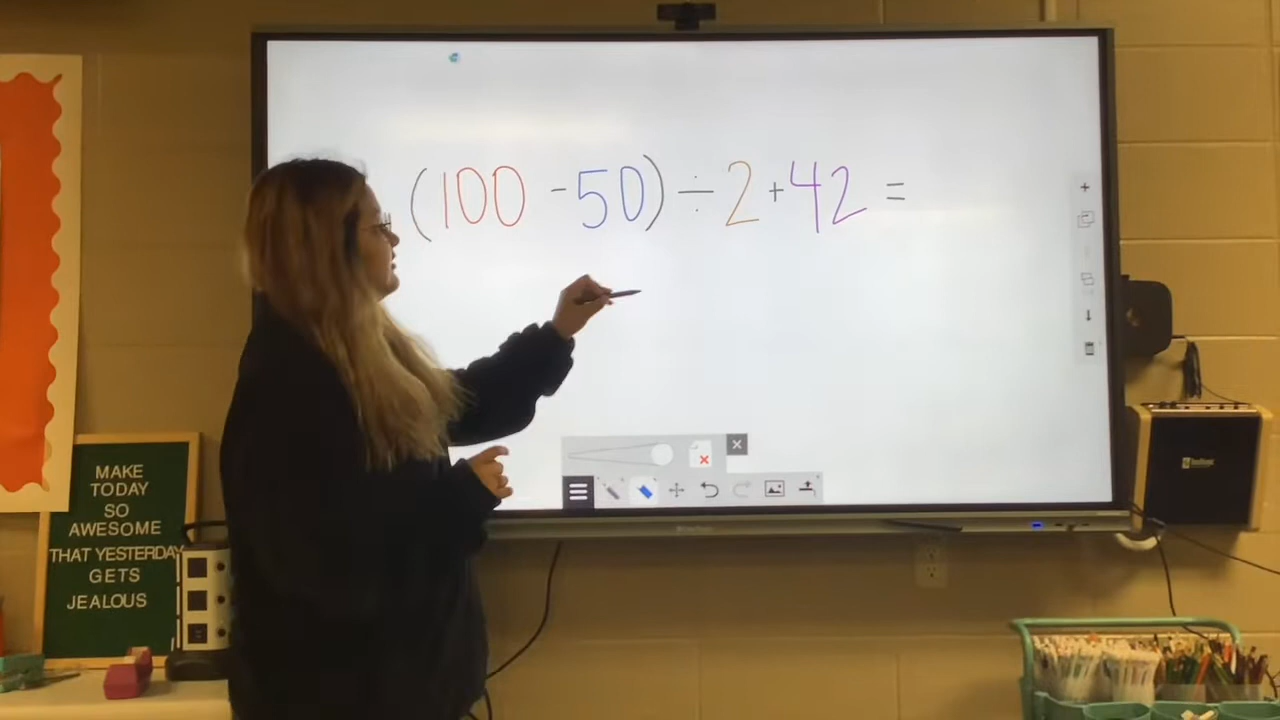 (100 - 50) ÷ 2 + 42 =
MAKE
TODAY
SO
AWESOME
THAT YESTERDAY
GETS
JEALOUS